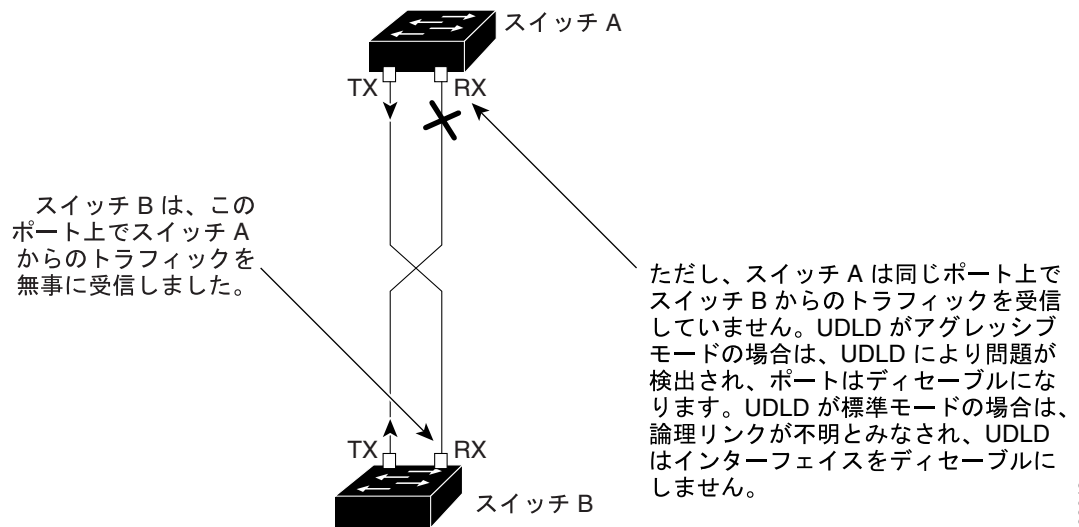 スイッチ A
TX
RX
スイッチ B は、この
ポート上でスイッチ A
からのトラフィックを
無事に受信しました。
ただし、スイッチ A は同じポート上で
スイッチ B からのトラフィックを受信
していません。UDLD がアグレッシブ
モードの場合は、UDLD により問題が
検出され、ポートはディセーブルにな
ります。UDLD が標準モードの場合は、
論理リンクが不明とみなされ、UDLD
はインターフェイスをディセーブルに
しません。
TX
RX
スイッチ B